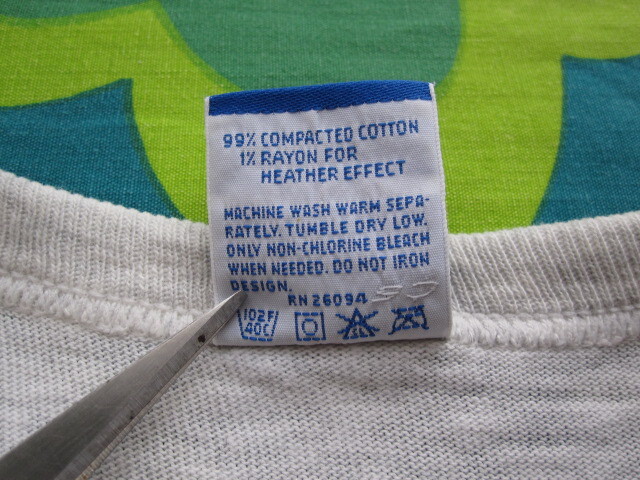 99% COMPACTED COTTON
1% RAYON FOR
HEATHER EFFECT
MACHINE WASH WARM SEPA-
RATELY. TUMBLE DRY LOW.
ONLY NON-CHLORINE BLEACH
WHEN NEEDED. DO NOT IRON
DESIGN.
RN 26094
102F
40C